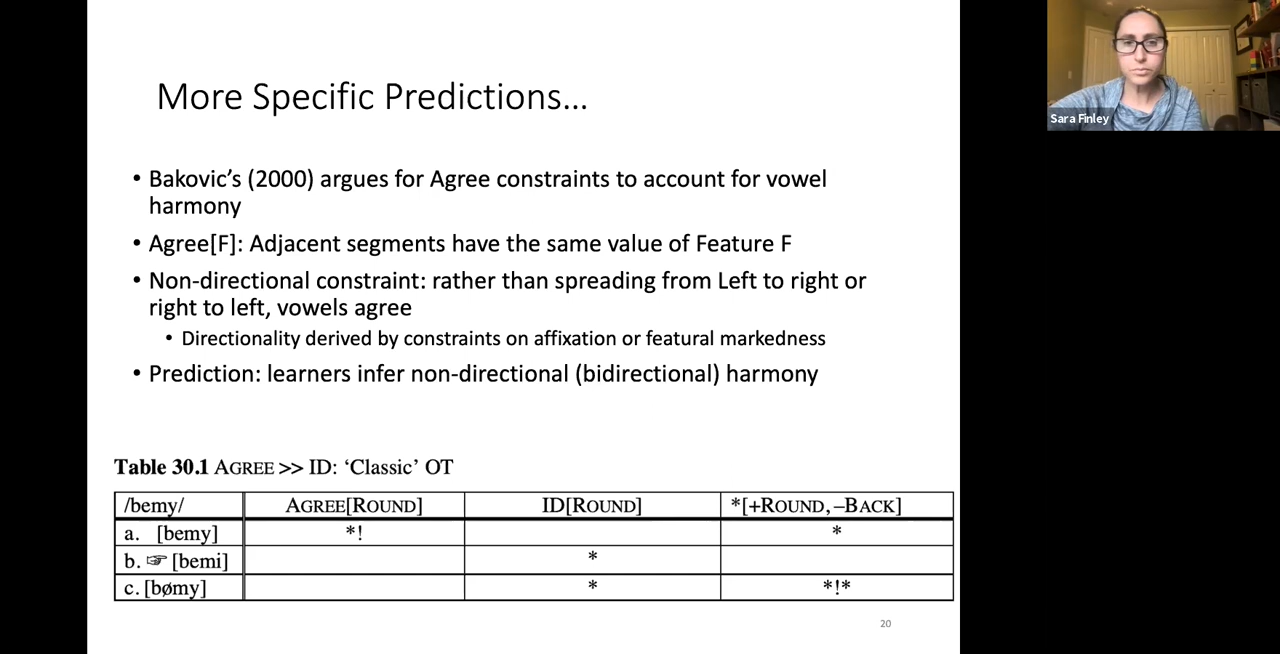 More Specific Predictions...
Sara Finley
• Bakovic's (2000) argues for Agree constraints to account for vowel
harmony
• Agree[F]: Adjacent segments have the same value of Feature F
• Non-directional constraint: rather than spreading from Left to right or
right to left, vowels agree
• Directionality derived by constraints on affixation or featural markedness
• Prediction: learners infer non-directional (bidirectional) harmony
Table 30.1 AGREE >> ID: 'Classic' OT
/bemy/ AGREE[ROUND] ID[ROUND] *[+ROUND, –BACK]
a. [bemy] *! *
b. ☞ [bemi] *
c. [bømy] * *!*
20